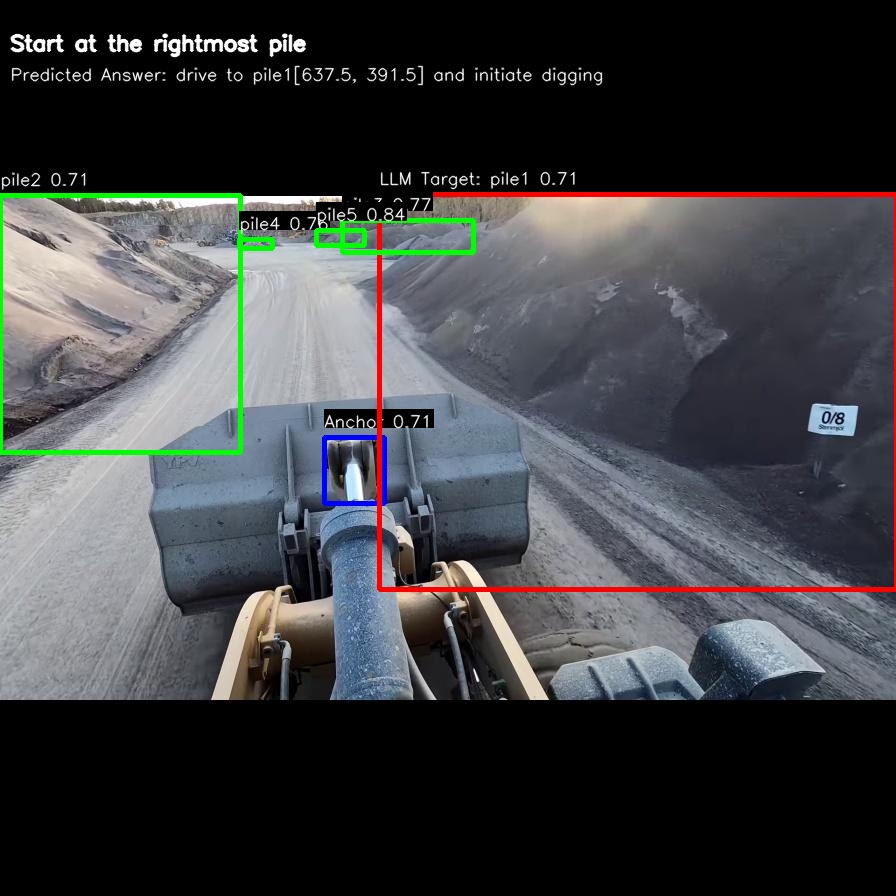 Start at the rightmost pile
Predicted Answer: drive to pile1[637.5, 391.5] and initiate digging
pile2 0.71
LLM Target: pile1 0.71
0.77
pile4 0.76
pile5 0.84
Anchor 0.71
0/8